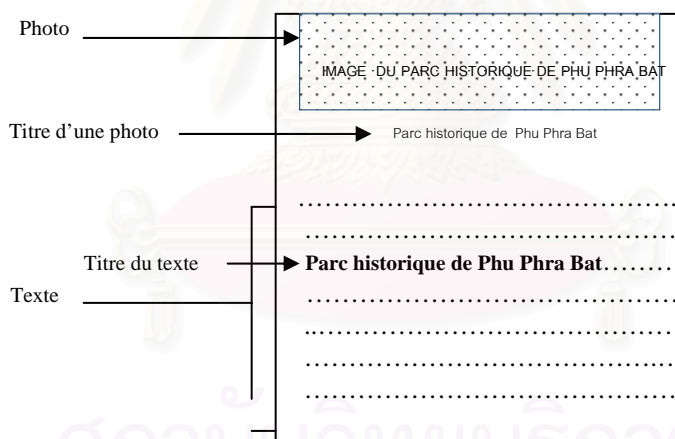 Photo
IMAGE DU PARC HISTORIQUE DE PHU PHRA BAT
Titre d'une photo
Parc historique de Phu Phra Bat
……………………………………
……………………………………
Titre du texte
Parc historique de Phu Phra Bat……..
Texte
……………………………………
……………………………………
……………………………………
……………………………………